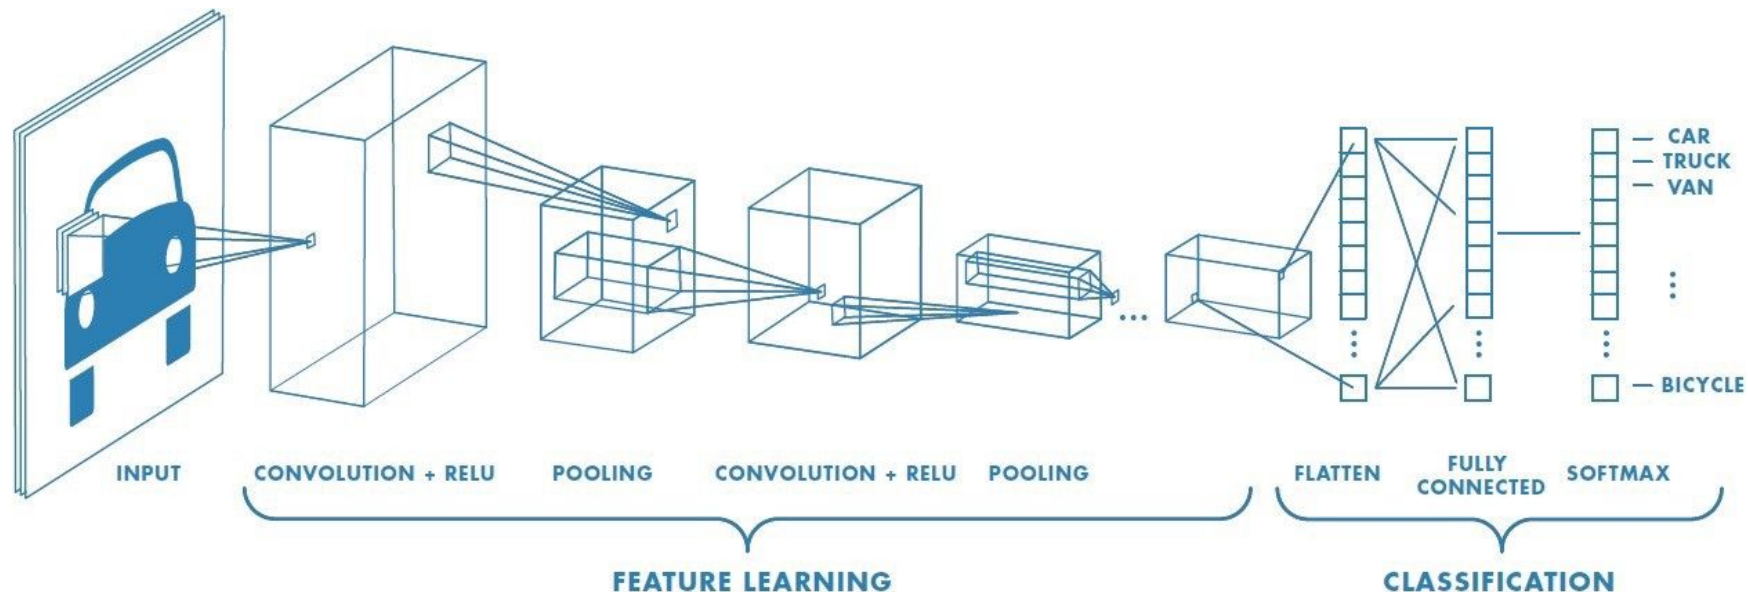 CAR
TRUCK
VAN
BICYCLE
INPUT
CONVOLUTION + RELU
POOLING
CONVOLUTION + RELU
POOLING
FLATTEN
FULLY
CONNECTED
SOFTMAX
FEATURE LEARNING
CLASSIFICATION